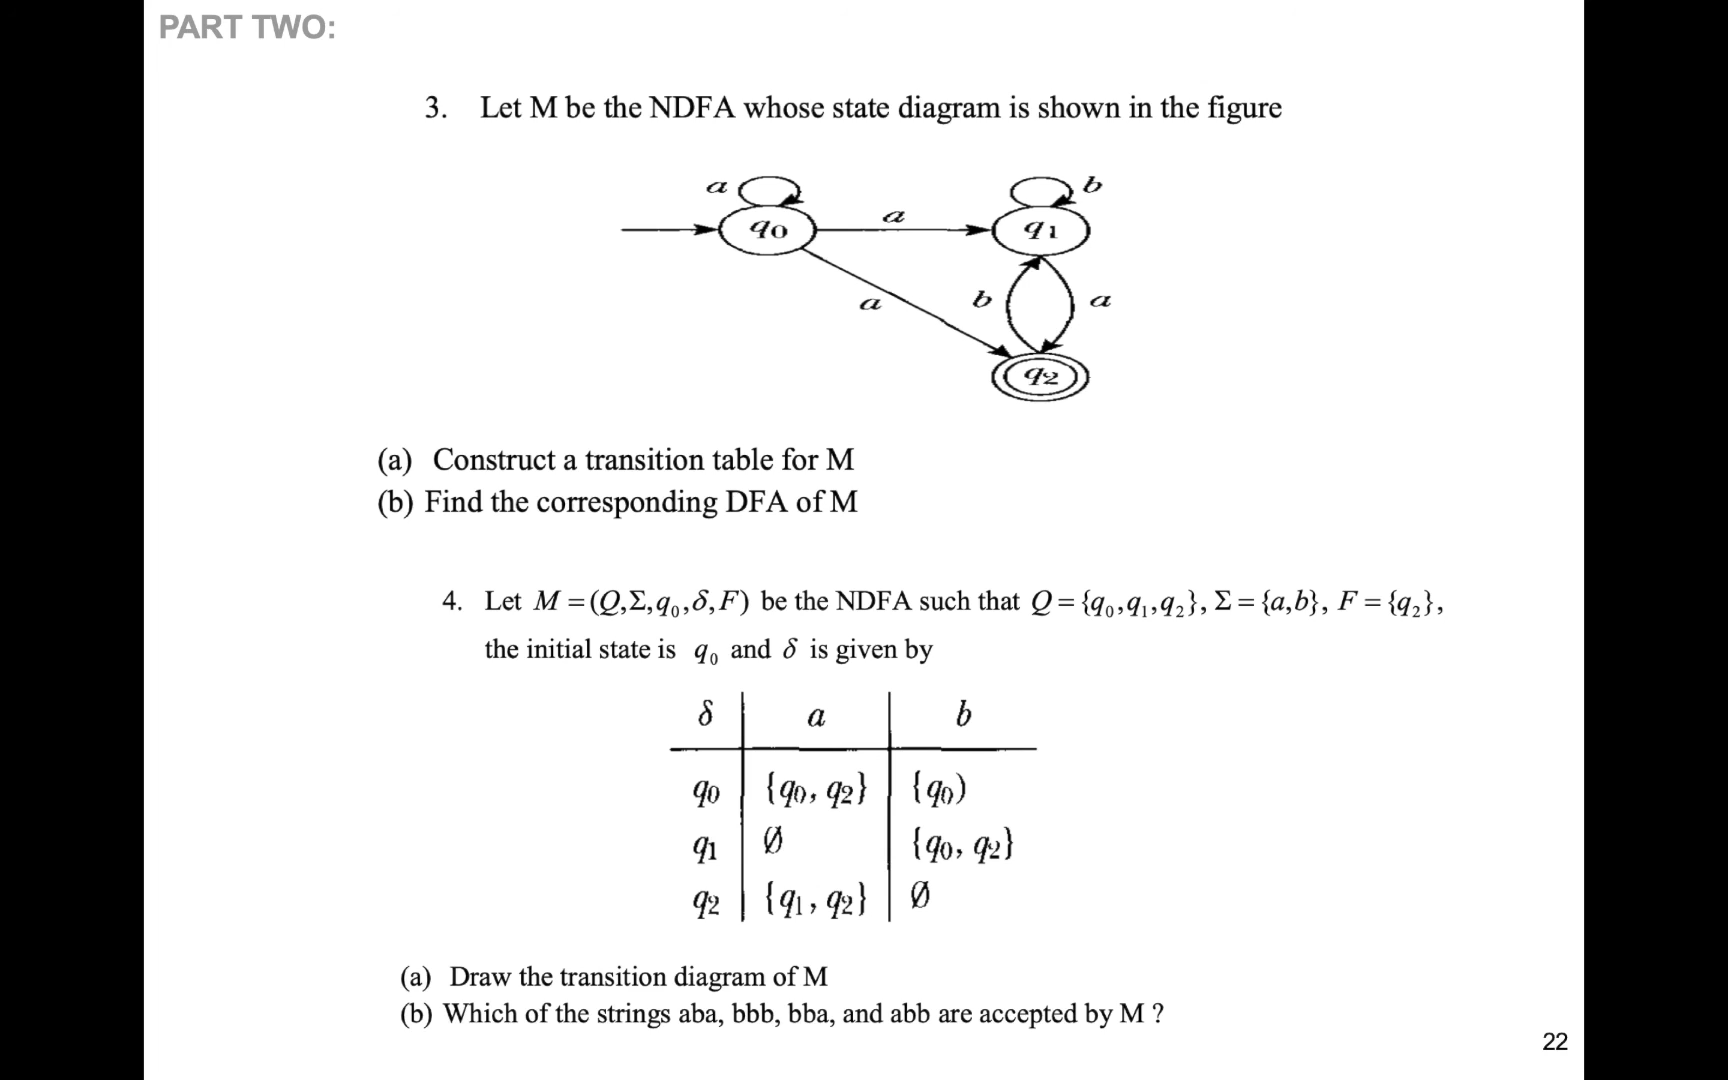 PART TWO:
3. Let M be the NDFA whose state diagram is shown in the figure
a b
q0 a q1
a b a
q2
(a) Construct a transition table for M
(b) Find the corresponding DFA of M
4. Let M = (Q,Σ,q₀,δ,F) be the NDFA such that Q = {q₀,q₁,q₂}, Σ = {a,b}, F = {q₂},
the initial state is q₀ and δ is given by
δ a b
q0 {q0, q2} {q0)
q1 Ø {q0, q2}
q2 {q1, q2} Ø
(a) Draw the transition diagram of M
(b) Which of the strings aba, bbb, bba, and abb are accepted by M ?
22